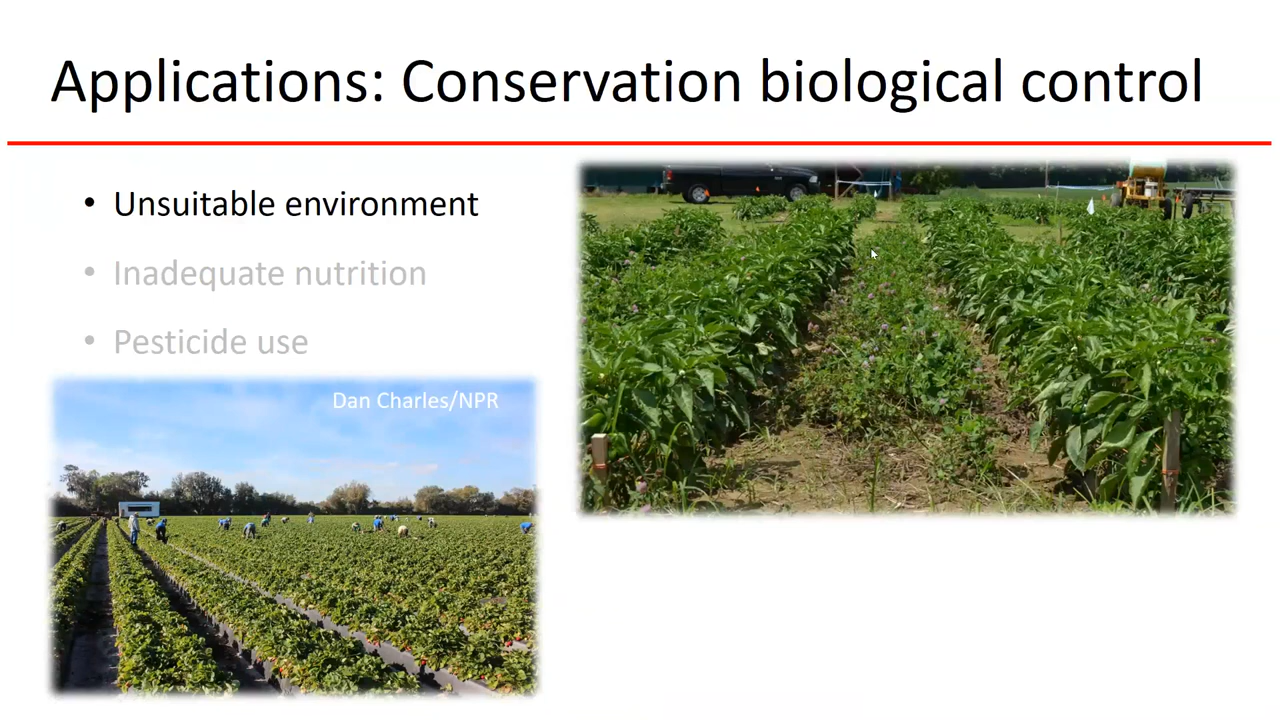 Applications: Conservation biological control
• Unsuitable environment
• Inadequate nutrition
• Pesticide use
Dan Charles/NPR